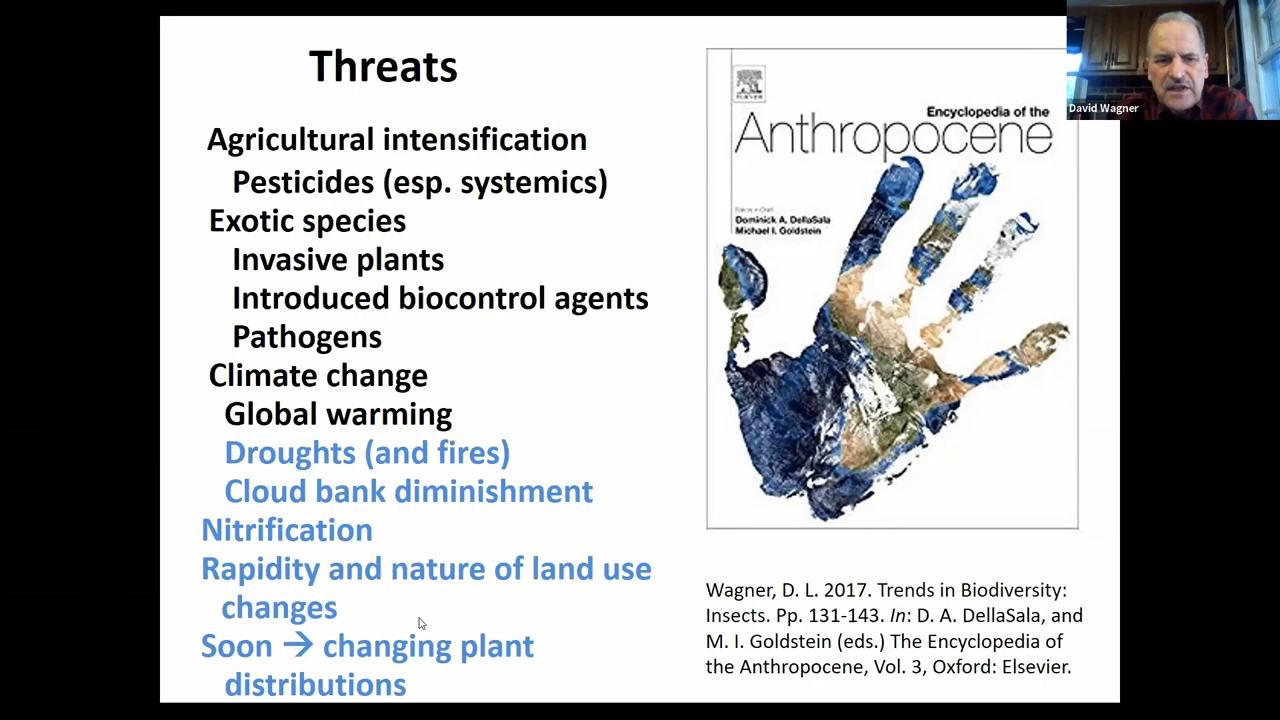 Threats
Agricultural intensification
Pesticides (esp. systemics)
Exotic species
Invasive plants
Introduced biocontrol agents
Pathogens
Climate change
Global warming
Droughts (and fires)
Cloud bank diminishment
Nitrification
Rapidity and nature of land use
changes
Soon → changing plant
distributions
ELSEVIER
Encyclopedia of the
Anthropocene
Dominick A. DellaSala
Michael I. Goldstein
Wagner, D. L. 2017. Trends in Biodiversity:
Insects. Pp. 131-143. In: D. A. DellaSala, and
M. I. Goldstein (eds.) The Encyclopedia of
the Anthropocene, Vol. 3, Oxford: Elsevier.
David Wagner